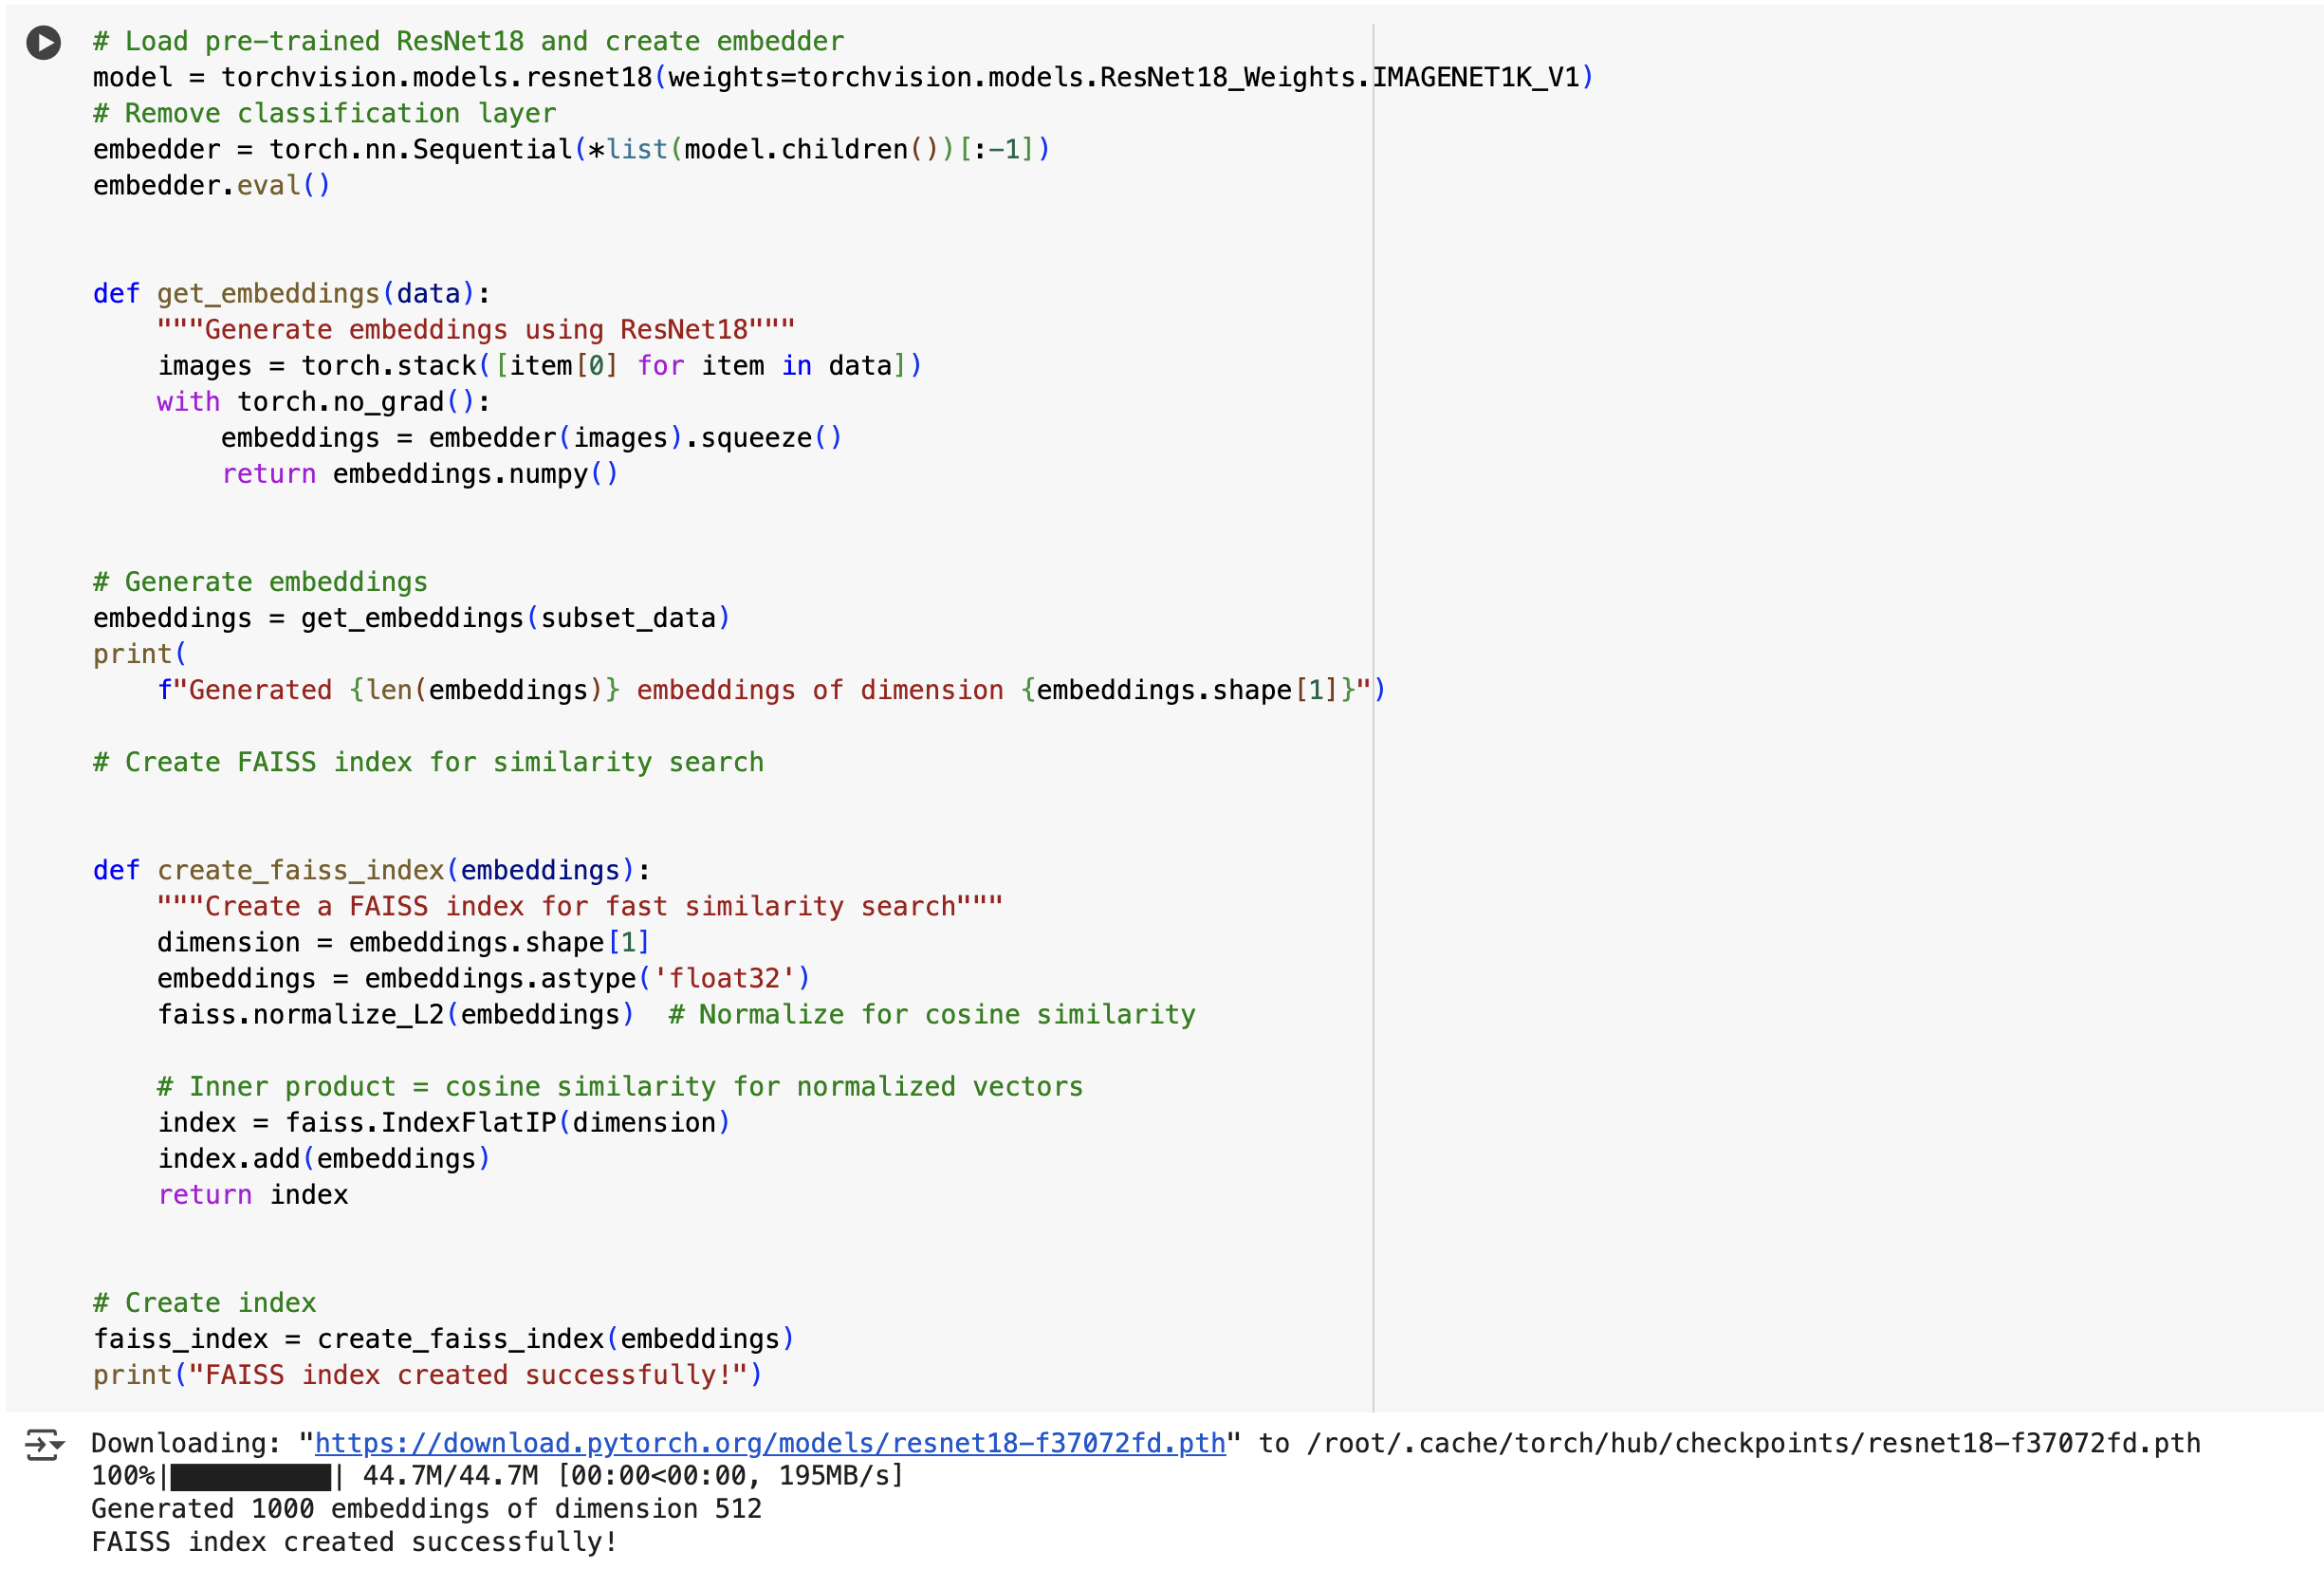 # Load pre-trained ResNet18 and create embedder
model = torchvision.models.resnet18(weights=torchvision.models.ResNet18_Weights.IMAGENET1K_V1)
# Remove classification layer
embedder = torch.nn.Sequential(*list(model.children())[:-1])
embedder.eval()
def get_embeddings(data):
    """Generate embeddings using ResNet18"""
    images = torch.stack([item[0] for item in data])
    with torch.no_grad():
        embeddings = embedder(images).squeeze()
        return embeddings.numpy()
# Generate embeddings
embeddings = get_embeddings(subset_data)
print(
    f"Generated {len(embeddings)} embeddings of dimension {embeddings.shape[1]}")
# Create FAISS index for similarity search
def create_faiss_index(embeddings):
    """Create a FAISS index for fast similarity search"""
    dimension = embeddings.shape[1]
    embeddings = embeddings.astype('float32')
    faiss.normalize_L2(embeddings)  # Normalize for cosine similarity
    # Inner product = cosine similarity for normalized vectors
    index = faiss.IndexFlatIP(dimension)
    index.add(embeddings)
    return index
# Create index
faiss_index = create_faiss_index(embeddings)
print("FAISS index created successfully!")
Downloading: "https://download.pytorch.org/models/resnet18-f37072fd.pth" to /root/.cache/torch/hub/checkpoints/resnet18-f37072fd.pth
100%|██████████| 44.7M/44.7M [00:00<00:00, 195MB/s]
Generated 1000 embeddings of dimension 512
FAISS index created successfully!